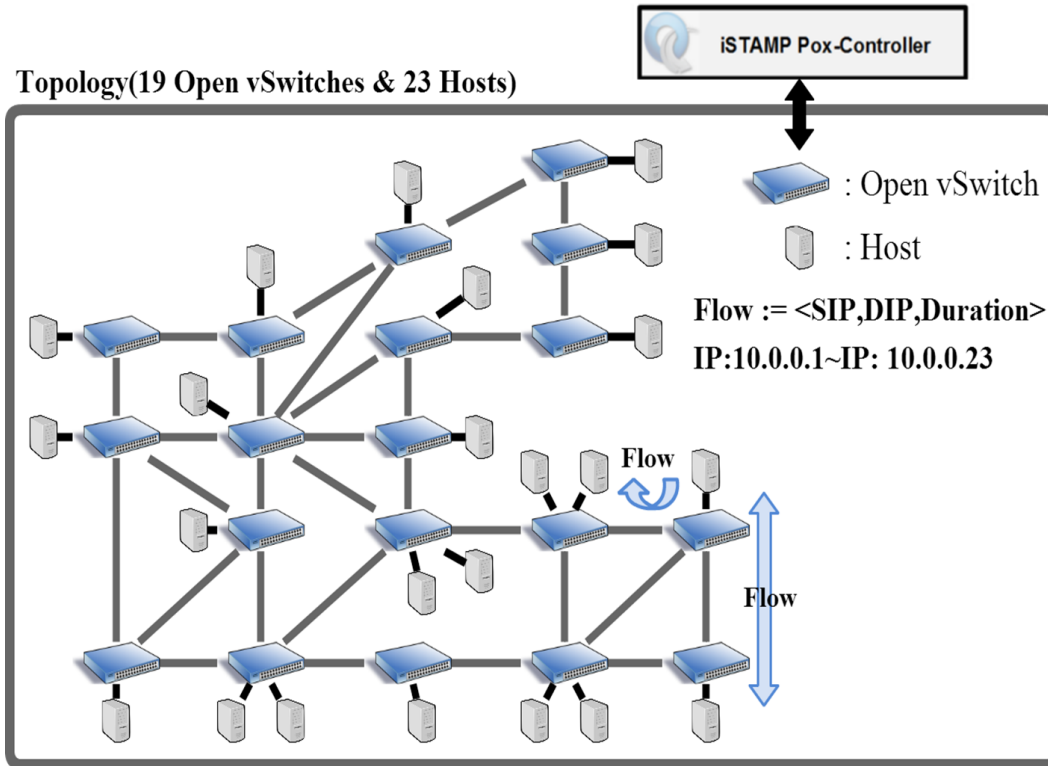 iSTAMP Pox-Controller
Topology(19 Open vSwitches & 23 Hosts)
: Open vSwitch
: Host
Flow := <SIP,DIP,Duration>
IP:10.0.0.1~IP: 10.0.0.23
Flow
Flow